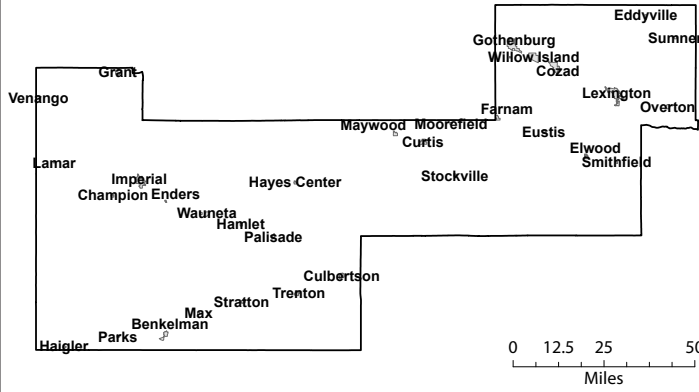 Eddyville
Sumner
Gothenburg
Willow Island
Cozad
Grant
Venango
Lexington
Overton
Farnam
Maywood
Moorefield
Eustis
Curtis
Elwood
Smithfield
Lamar
Imperial
Champion
Enders
Hayes Center
Stockville
Wauneta
Hamlet
Palisade
Culbertson
Trenton
Stratton
Max
Benkelman
Parks
Haigler
0 12.5 25 50
Miles